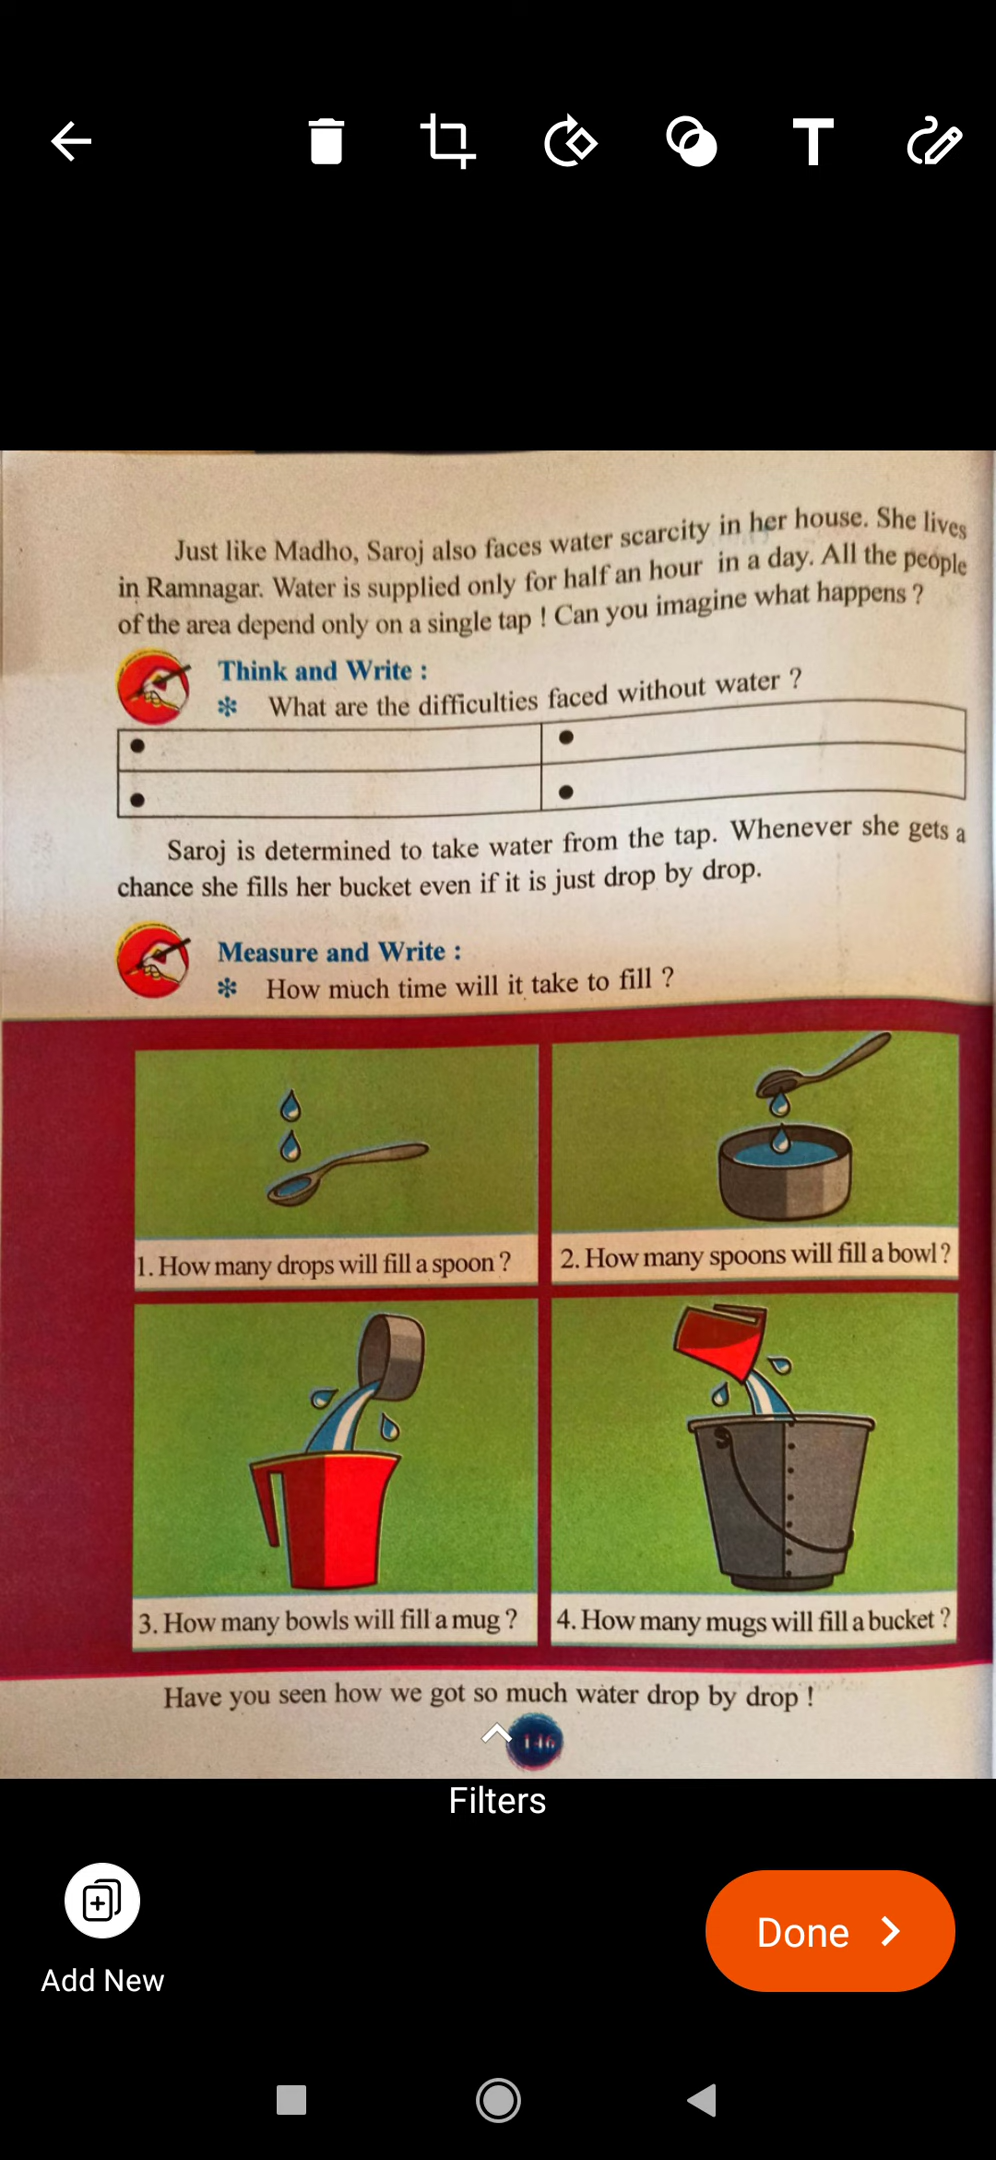 Just like Madho, Saroj also faces water scarcity in her house. She lives
in Ramnagar. Water is supplied only for half an hour in a day. All the people
of the area depend only on a single tap ! Can you imagine what happens ?
Think and Write :
✻ What are the difficulties faced without water ?
●
●
●
●
Saroj is determined to take water from the tap. Whenever she gets a
chance she fills her bucket even if it is just drop by drop.
Measure and Write :
✻ How much time will it take to fill ?
1. How many drops will fill a spoon ?
2. How many spoons will fill a bowl ?
3. How many bowls will fill a mug ?
4. How many mugs will fill a bucket ?
Have you seen how we got so much water drop by drop !
146
Filters
Add New
Done